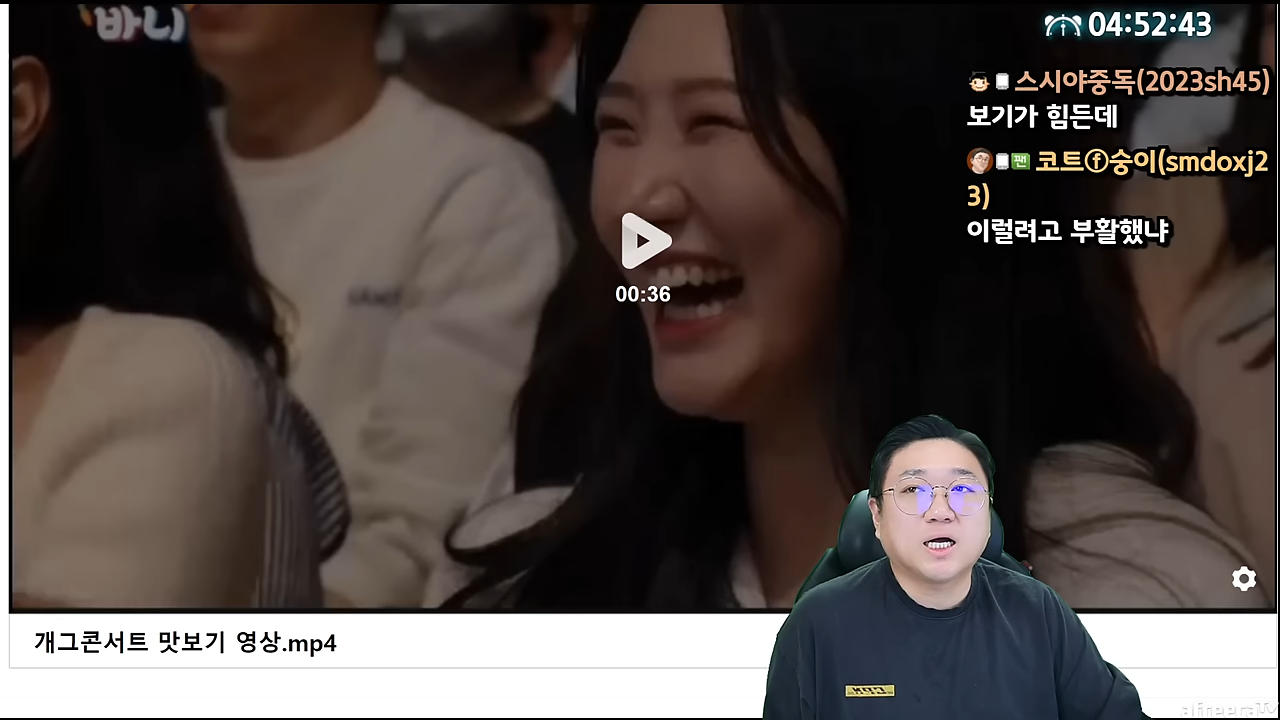 바니
04:52:43
스시야중독(2023sh45)
보기가 힘든데
팬 코트ⓕ숭이(smdoxj2
3)
이럴려고 부활했냐
00:36
개그콘서트 맛보기 영상.mp4
afreecaTV